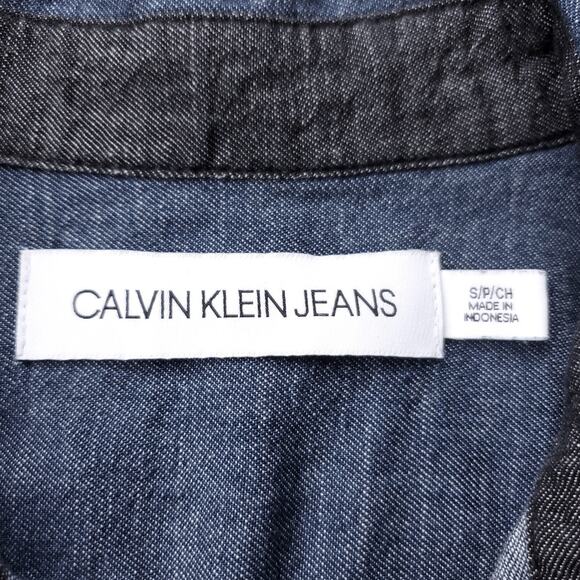 CALVIN KLEIN JEANS
S/P/CH
MADE IN
INDONESIA